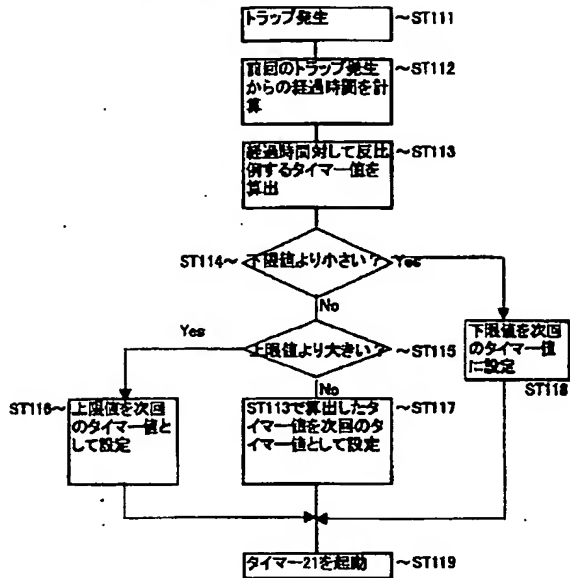 トラップ発生 ~ST111
前回のトラップ発生 ~ST112
からの経過時間を計
算
経過時間対して反比 ~ST113
例するタイマー値を
算出
ST114~ 下限値より小さい? Yes
No
Yes
上限値より大きい? ~ST115
下限値を次回
のタイマー値
に設定
ST118
No
ST116~ 上限値を次回
のタイマー値と
して設定
ST113で算出したタ ~ST117
イマー値を次回のタ
イマー値として設定
タイマー21を起動 ~ST119